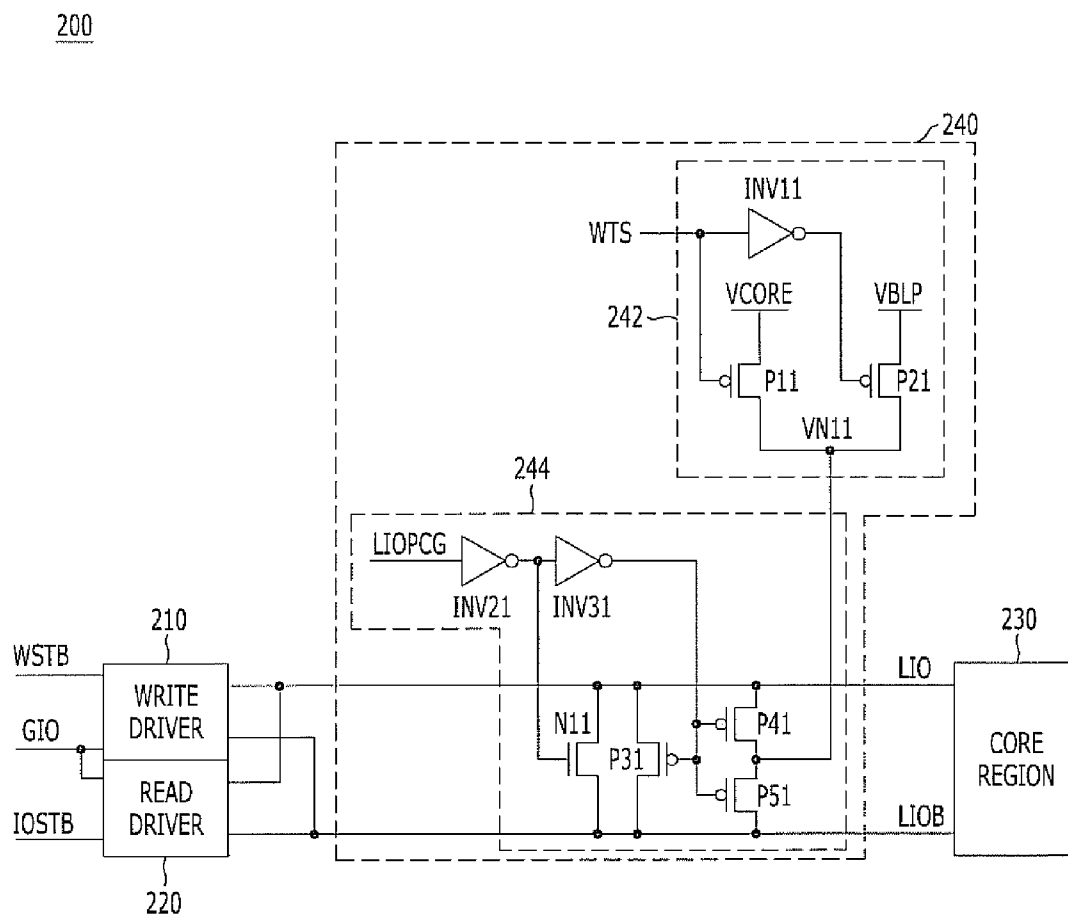 200
240
INV11
WTS
VCORE
VBLP
242
P11
P21
VN11
244
LIOPCG
INV21
INV31
210
230
WSTB
LIO
WRITE
DRIVER
N11
P41
GIO
P31
CORE
REGION
READ
DRIVER
P51
IOSTB
LIOB
220